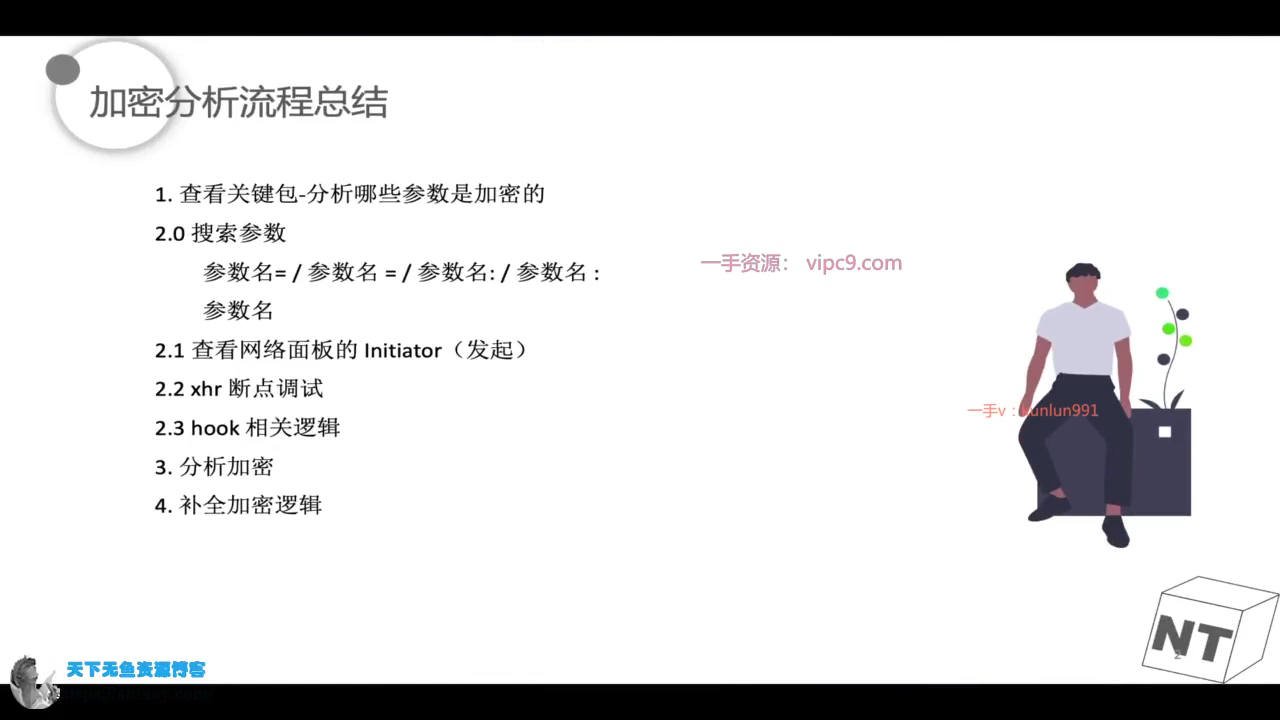 加密分析流程总结
1. 查看关键包-分析哪些参数是加密的
2.0 搜索参数
参数名= / 参数名 = / 参数名: / 参数名 :
参数名
一手资源： vipc9.com
2.1 查看网络面板的 Initiator（发起）
2.2 xhr 断点调试
一手v：kunlun991
2.3 hook 相关逻辑
3. 分析加密
4. 补全加密逻辑
NT
2
天下无鱼资源博客